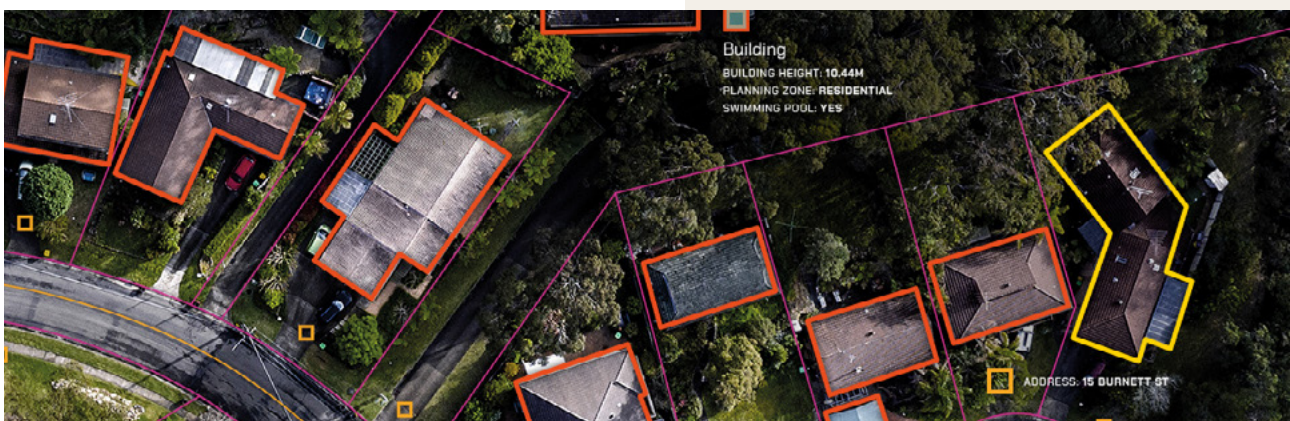 Building
BUILDING HEIGHT: 10.44M
PLANNING ZONE: RESIDENTIAL
SWIMMING POOL: YES
ADDRESS: 15 BURNETT ST